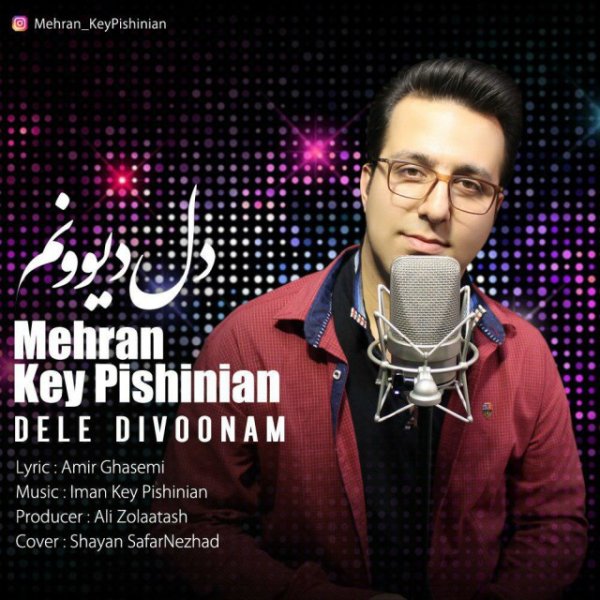 Mehran_KeyPishinian
دل دیوونم
Mehran
Key Pishinian
DELE DIVOONAM
Lyric : Amir Ghasemi
Music : Iman Key Pishinian
Producer : Ali Zolaatash
Cover : Shayan SafarNezhad